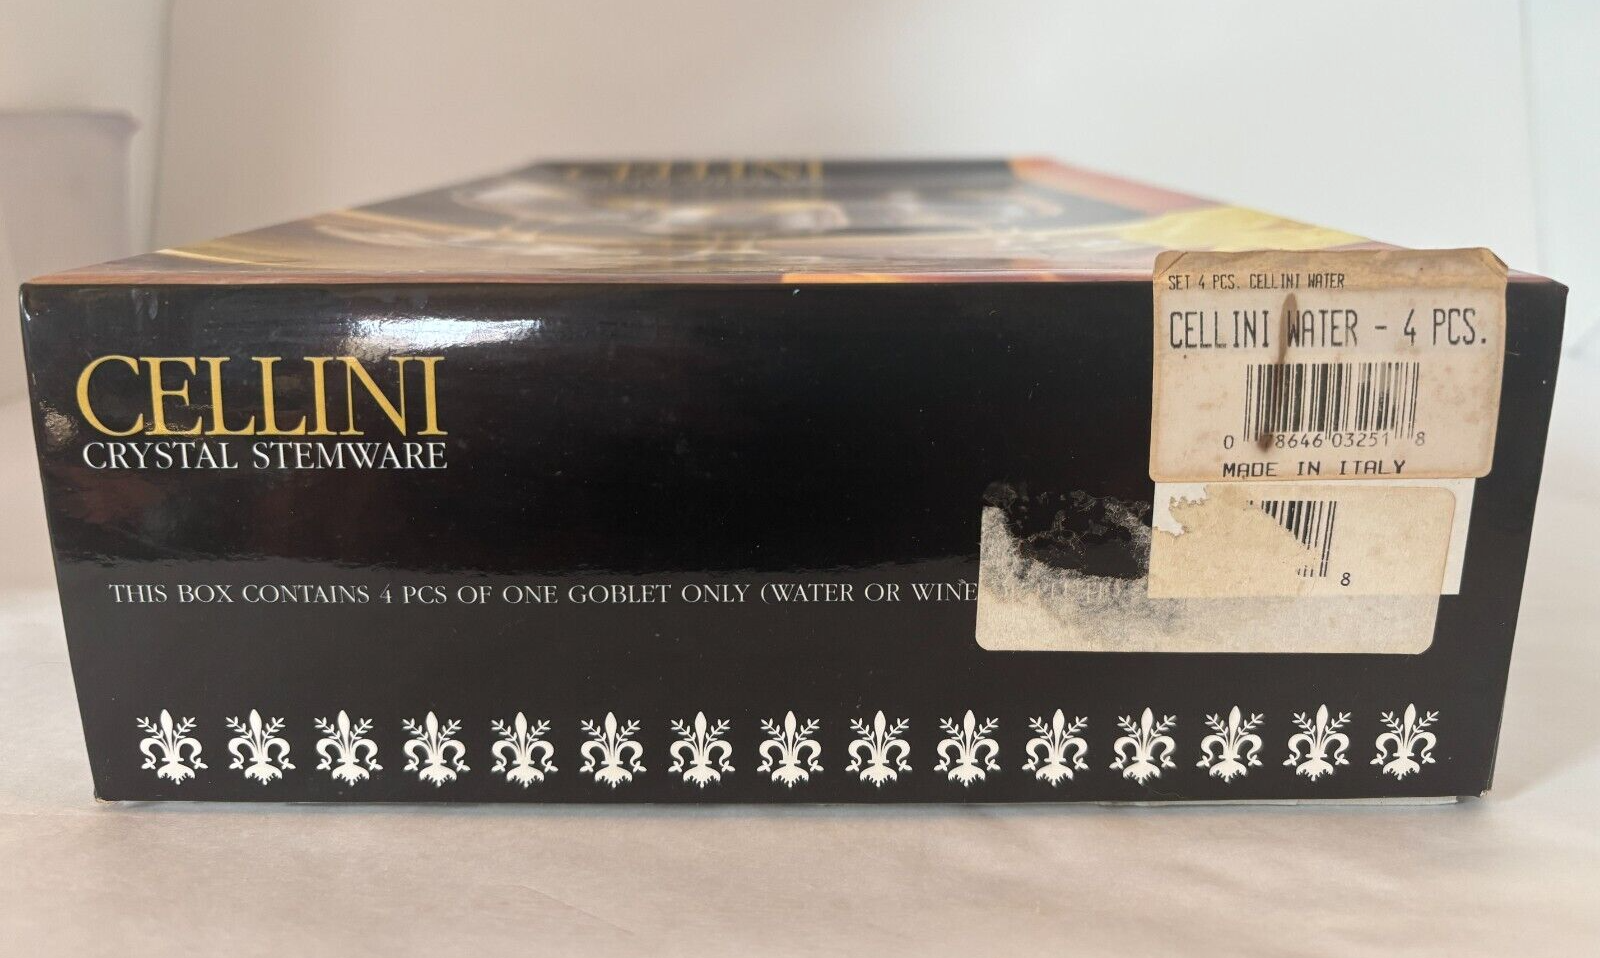 CELLINI
SET 4 PCS. CELLINI WATER
CELLINI WATER - 4 PCS.
0 78646 03251 8
MADE IN ITALY
CELLINI
CRYSTAL STEMWARE
8
THIS BOX CONTAINS 4 PCS OF ONE GOBLET ONLY (WATER OR WINE